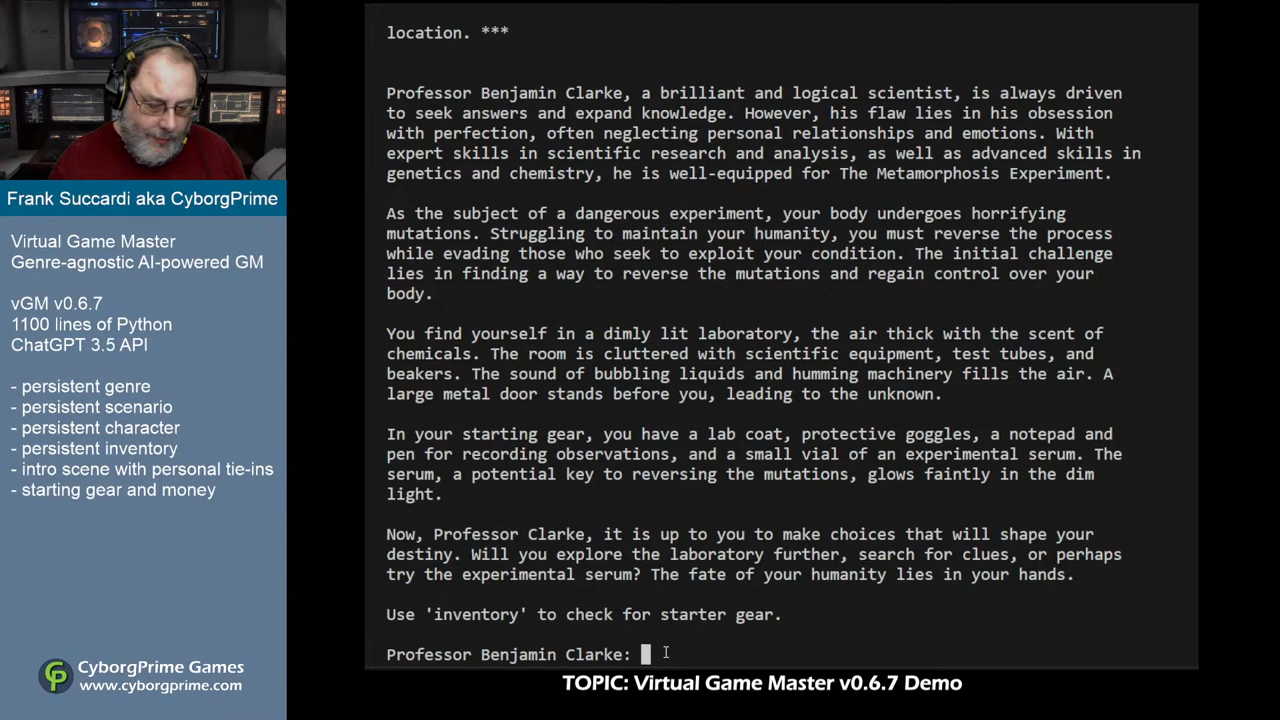 Frank Succardi aka CyborgPrime
Virtual Game Master
Genre-agnostic AI-powered GM
vGM v0.6.7
1100 lines of Python
ChatGPT 3.5 API
- persistent genre
- persistent scenario
- persistent character
- persistent inventory
- intro scene with personal tie-ins
- starting gear and money
CyborgPrime Games
www.cyborgprime.com
location. ***
Professor Benjamin Clarke, a brilliant and logical scientist, is always driven
to seek answers and expand knowledge. However, his flaw lies in his obsession
with perfection, often neglecting personal relationships and emotions. With
expert skills in scientific research and analysis, as well as advanced skills in
genetics and chemistry, he is well-equipped for The Metamorphosis Experiment.
As the subject of a dangerous experiment, your body undergoes horrifying
mutations. Struggling to maintain your humanity, you must reverse the process
while evading those who seek to exploit your condition. The initial challenge
lies in finding a way to reverse the mutations and regain control over your
body.
You find yourself in a dimly lit laboratory, the air thick with the scent of
chemicals. The room is cluttered with scientific equipment, test tubes, and
beakers. The sound of bubbling liquids and humming machinery fills the air. A
large metal door stands before you, leading to the unknown.
In your starting gear, you have a lab coat, protective goggles, a notepad and
pen for recording observations, and a small vial of an experimental serum. The
serum, a potential key to reversing the mutations, glows faintly in the dim
light.
Now, Professor Clarke, it is up to you to make choices that will shape your
destiny. Will you explore the laboratory further, search for clues, or perhaps
try the experimental serum? The fate of your humanity lies in your hands.
Use 'inventory' to check for starter gear.
Professor Benjamin Clarke:
TOPIC: Virtual Game Master v0.6.7 Demo